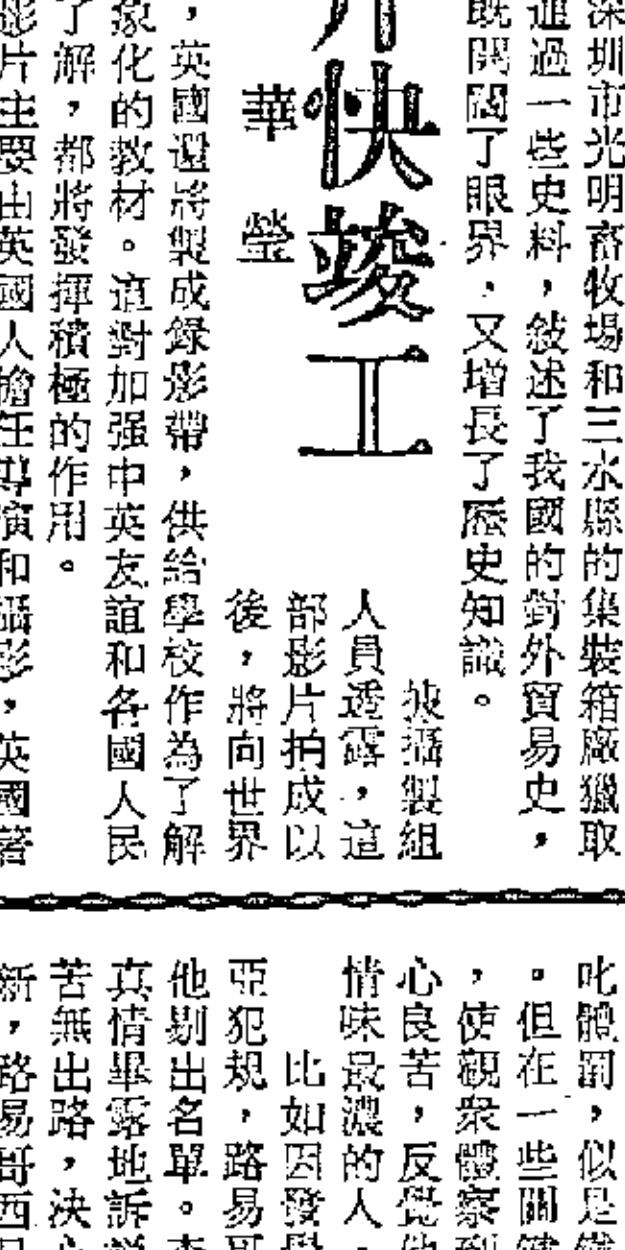 深圳市光明畜牧場和三水縣的集裝箱廠獵取
通過一些史料，敍述了我國的對外貿易史，
既開闊了眼界，又增長了歷史知識。
快竣工
華瑩
據攝製組
人員透露，這
部影片拍成以
後，將向世界
，英國還將製成錄影帶，供給學校作為了解
象化的教材。這對加强中英友誼和各國人民
了解，都將發揮積極的作用。
影片主要由英國人擔任導演和攝影，英國著
叱體罰，似是
。但在一些關鍵
，使觀衆體察到
心良苦，反覺他
情味最濃的人。
比如因發覺
亞犯規，路易哥
他剔出名單。
真情畢露地訴說
苦無出路，決心
新，路易哥西